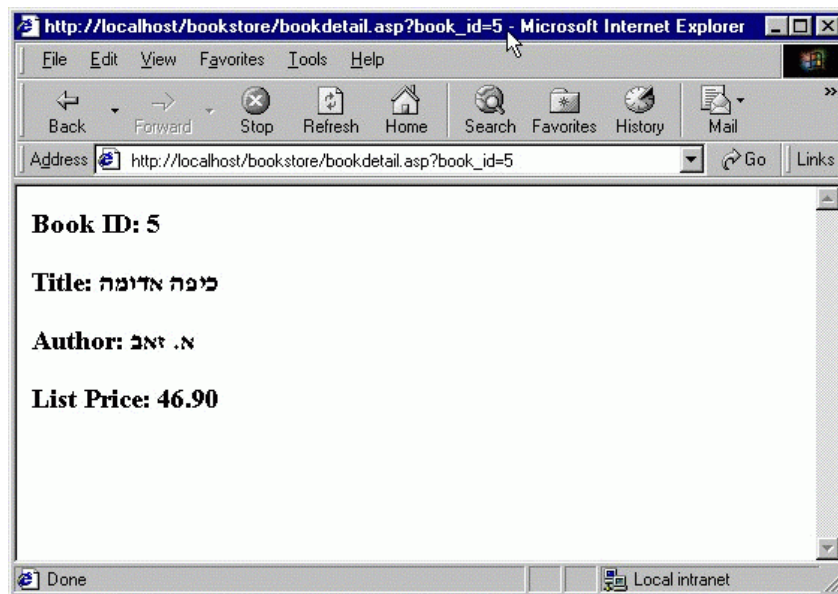 http://localhost/bookstore/bookdetail.asp?book_id=5 - Microsoft Internet Explorer
File Edit View Favorites Tools Help
Back Forward Stop Refresh Home Search Favorites History Mail »
Address http://localhost/bookstore/bookdetail.asp?book_id=5 Go Links
Book ID: 5
Title: כיפה אדימה
Author: א. זאב
List Price: 46.90
Done Local intranet